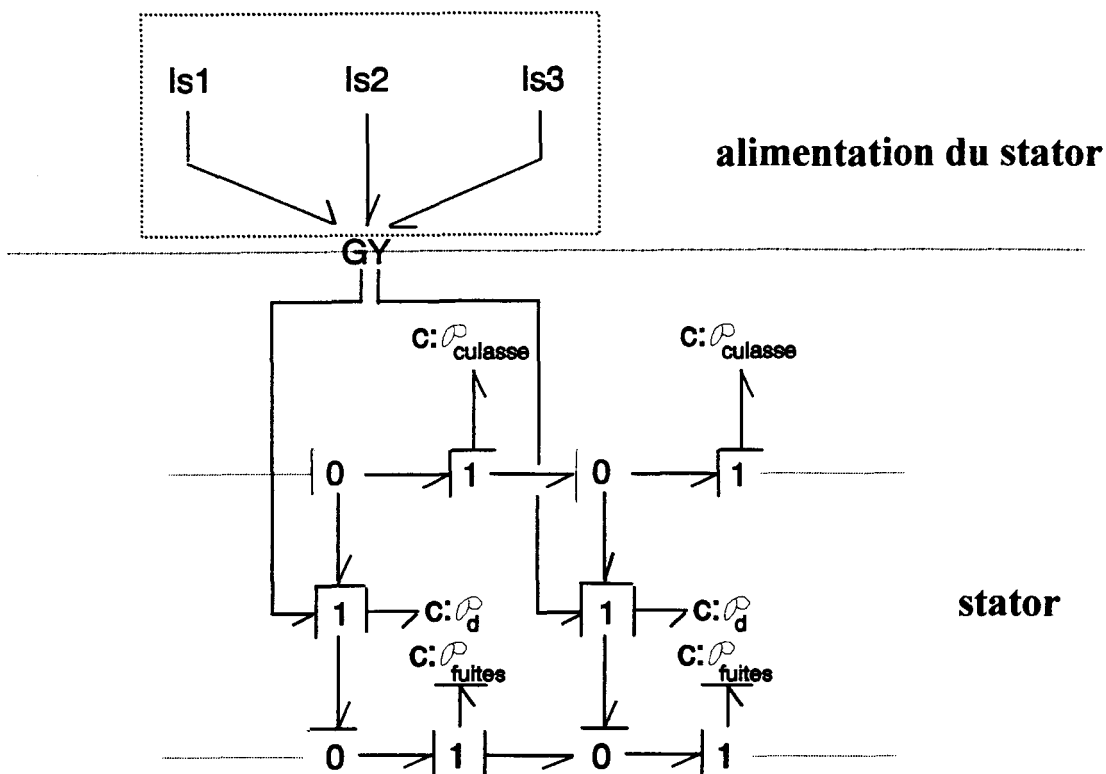 Is1 Is2 Is3
alimentation du stator
GY
c:𝒫culasse c:𝒫culasse
0 1 0 1
1 c:𝒫d 1 c:𝒫d
stator
c:𝒫fuites c:𝒫fuites
0 1 0 1